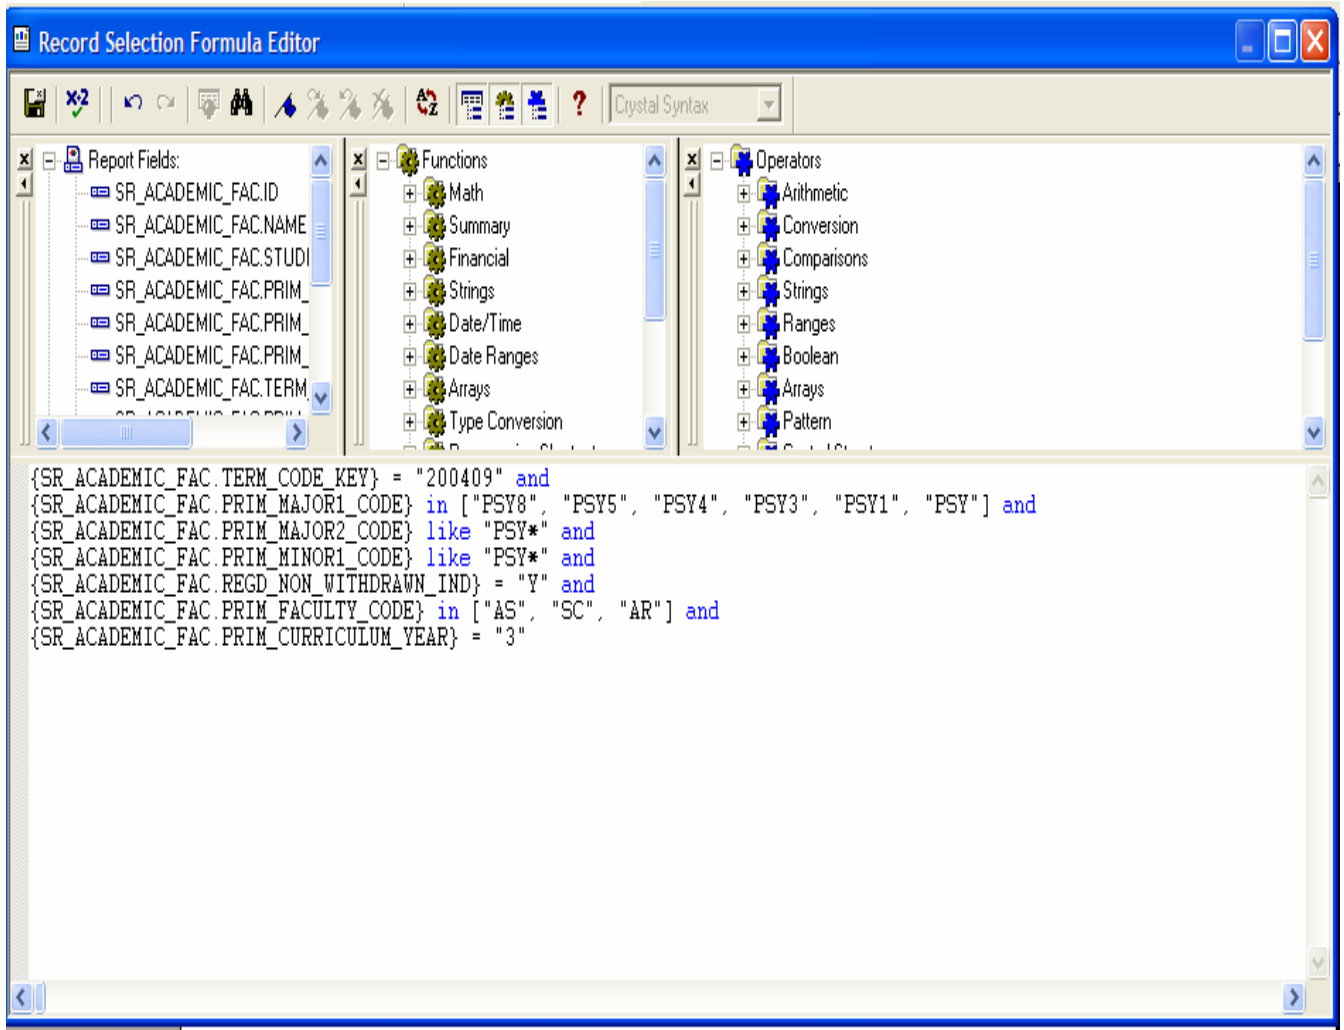 Record Selection Formula Editor
Crystal Syntax
Report Fields:
SR_ACADEMIC_FAC.ID
SR_ACADEMIC_FAC.NAME
SR_ACADEMIC_FAC.STUDI
SR_ACADEMIC_FAC.PRIM_
SR_ACADEMIC_FAC.PRIM_
SR_ACADEMIC_FAC.PRIM_
SR_ACADEMIC_FAC.TERM_
Functions
Math
Summary
Financial
Strings
Date/Time
Date Ranges
Arrays
Type Conversion
Operators
Arithmetic
Conversion
Comparisons
Strings
Ranges
Boolean
Arrays
Pattern
{SR_ACADEMIC_FAC.TERM_CODE_KEY} = "200409" and
{SR_ACADEMIC_FAC.PRIM_MAJOR1_CODE} in ["PSY8", "PSY5", "PSY4", "PSY3", "PSY1", "PSY"] and
{SR_ACADEMIC_FAC.PRIM_MAJOR2_CODE} like "PSY*" and
{SR_ACADEMIC_FAC.PRIM_MINOR1_CODE} like "PSY*" and
{SR_ACADEMIC_FAC.REGD_NON_WITHDRAWN_IND} = "Y" and
{SR_ACADEMIC_FAC.PRIM_FACULTY_CODE} in ["AS", "SC", "AR"] and
{SR_ACADEMIC_FAC.PRIM_CURRICULUM_YEAR} = "3"